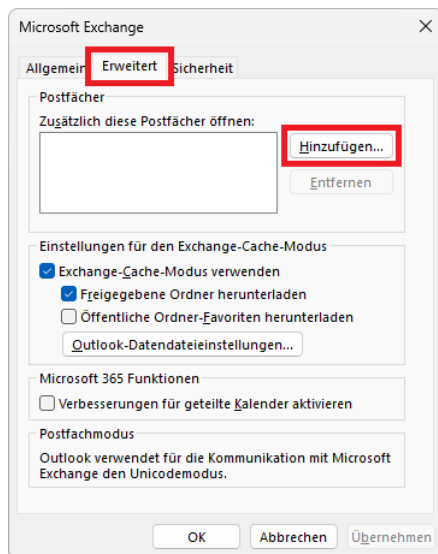 Microsoft Exchange
Allgemein Erweitert Sicherheit
Postfächer
Zusätzlich diese Postfächer öffnen:
Hinzufügen...
Entfernen
Einstellungen für den Exchange-Cache-Modus
Exchange-Cache-Modus verwenden
Freigegebene Ordner herunterladen
Öffentliche Ordner-Favoriten herunterladen
Outlook-Datendateieinstellungen...
Microsoft 365 Funktionen
Verbesserungen für geteilte Kalender aktivieren
Postfachmodus
Outlook verwendet für die Kommunikation mit Microsoft
Exchange den Unicodemodus.
OK Abbrechen Übernehmen